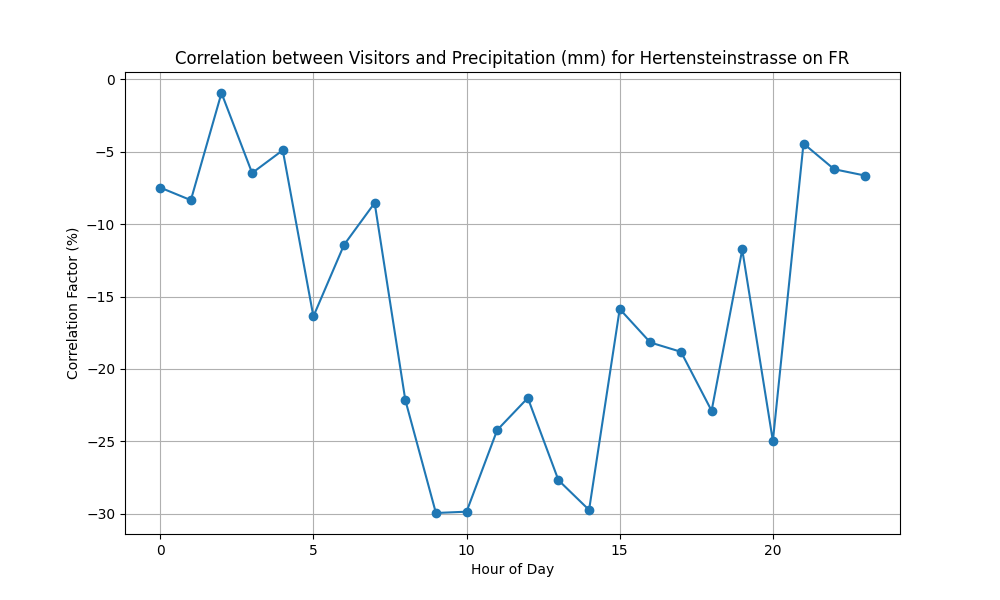 Correlation between Visitors and Precipitation (mm) for Hertensteinstrasse on FR
Correlation Factor (%)
0
−5
−10
−15
−20
−25
−30
0 5 10 15 20
Hour of Day